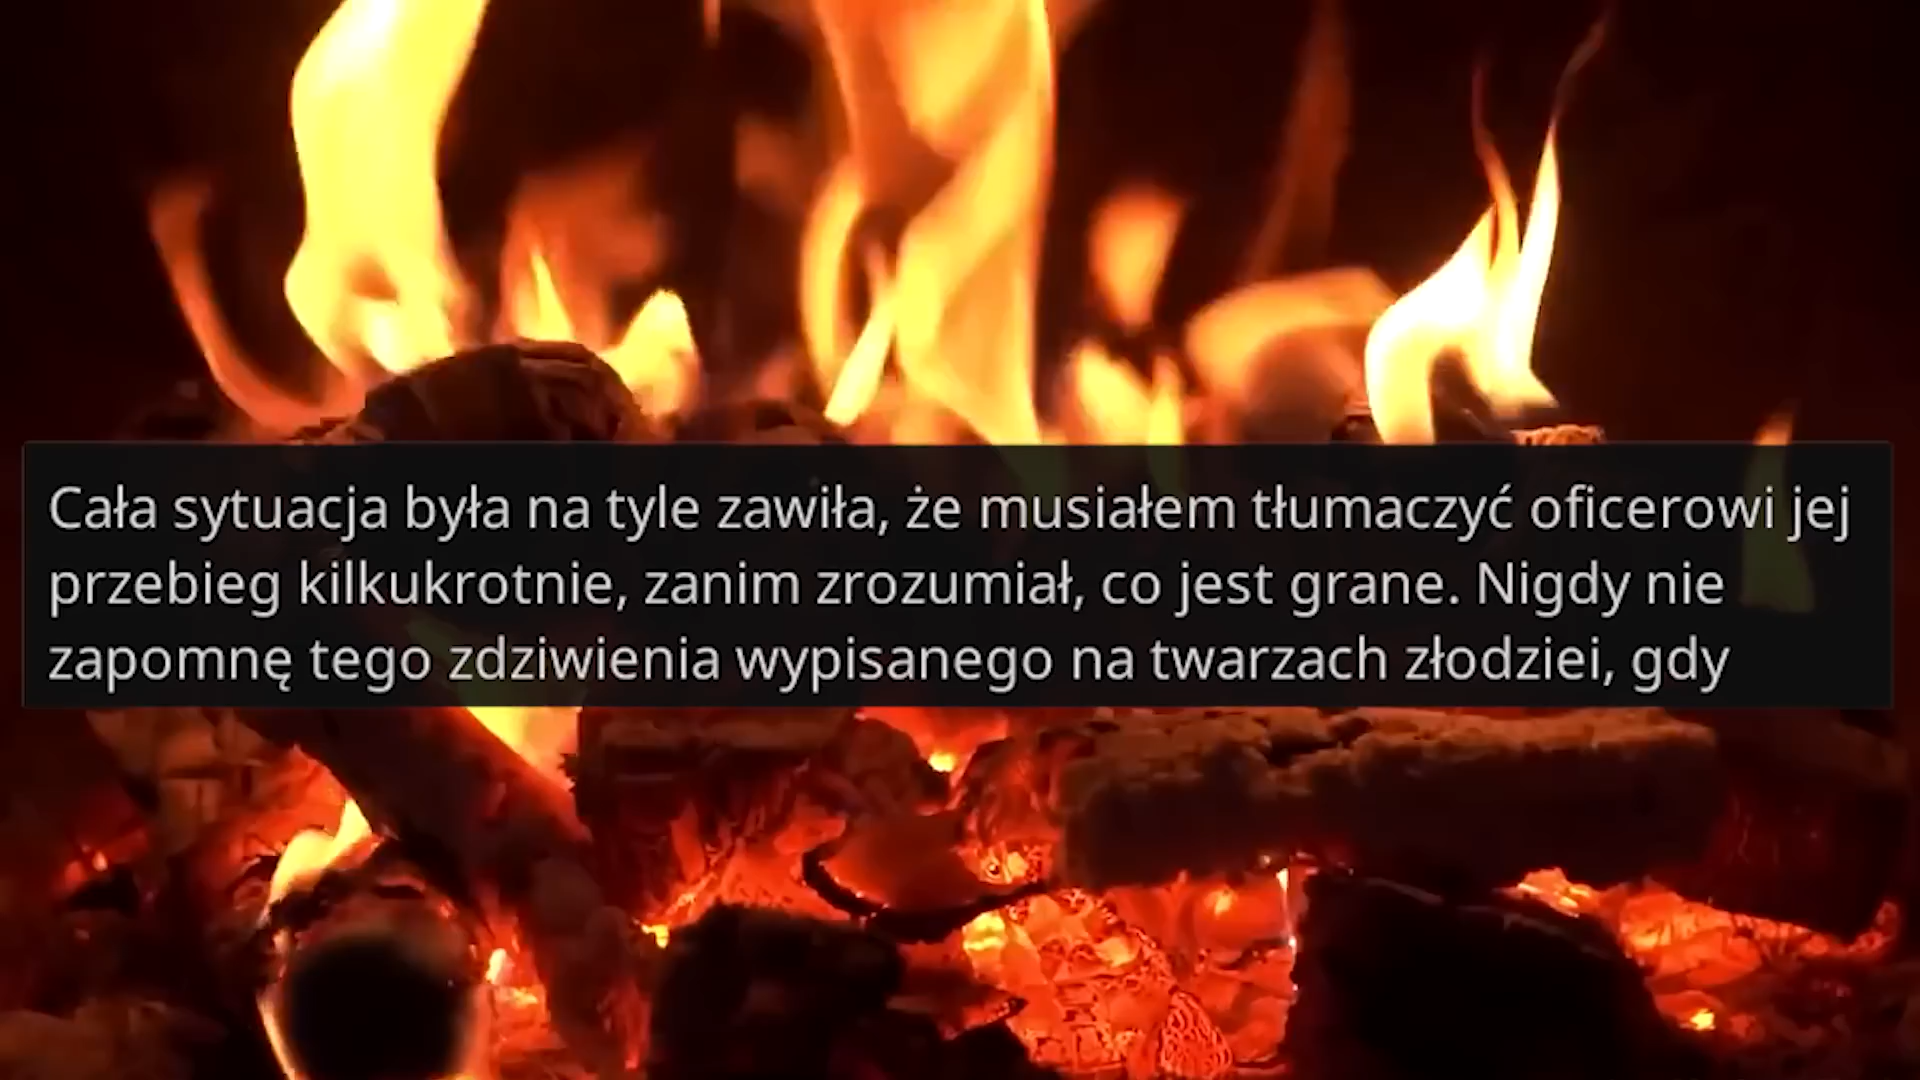 Cała sytuacja była na tyle zawiła, że musiałem tłumaczyć oficerowi jej
przebieg kilkukrotnie, zanim zrozumiał, co jest grane. Nigdy nie
zapomnę tego zdziwienia wypisanego na twarzach złodziei, gdy